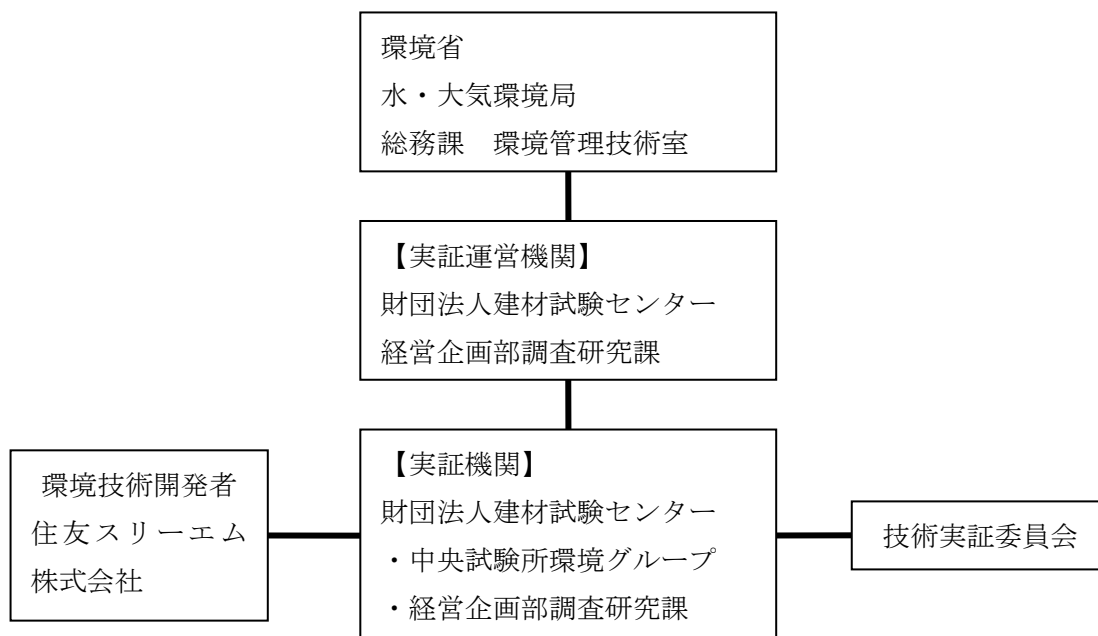 環境省
水・大気環境局
総務課　環境管理技術室
【実証運営機関】
財団法人建材試験センター
経営企画部調査研究課
環境技術開発者
住友スリーエム
株式会社
【実証機関】
財団法人建材試験センター
・中央試験所環境グループ
・経営企画部調査研究課
技術実証委員会